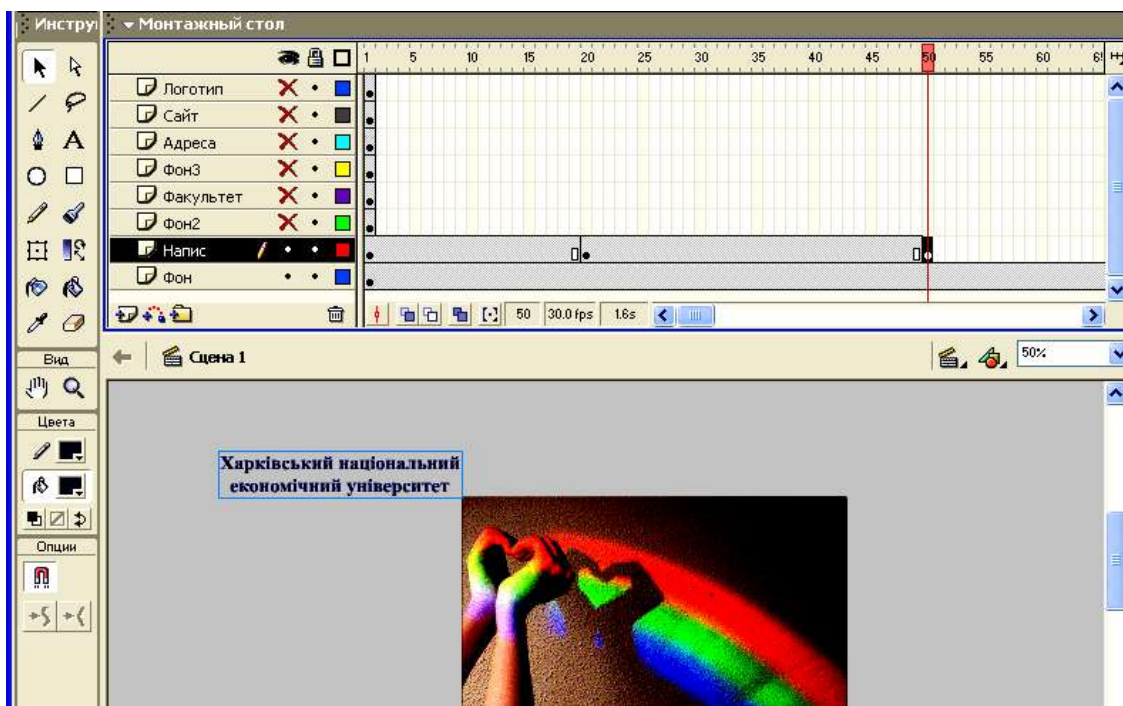 Инстру
Монтажный стол
1 5 10 15 20 25 30 35 40 45 50 55 60
Логотип
Сайт
Адреса
Фон3
Факультет
Фон2
Напис
Фон
50 30.0 fps 1.6s
Вид
Сцена 1
50%
Цвета
Опции
Харківський національний
економічний університет